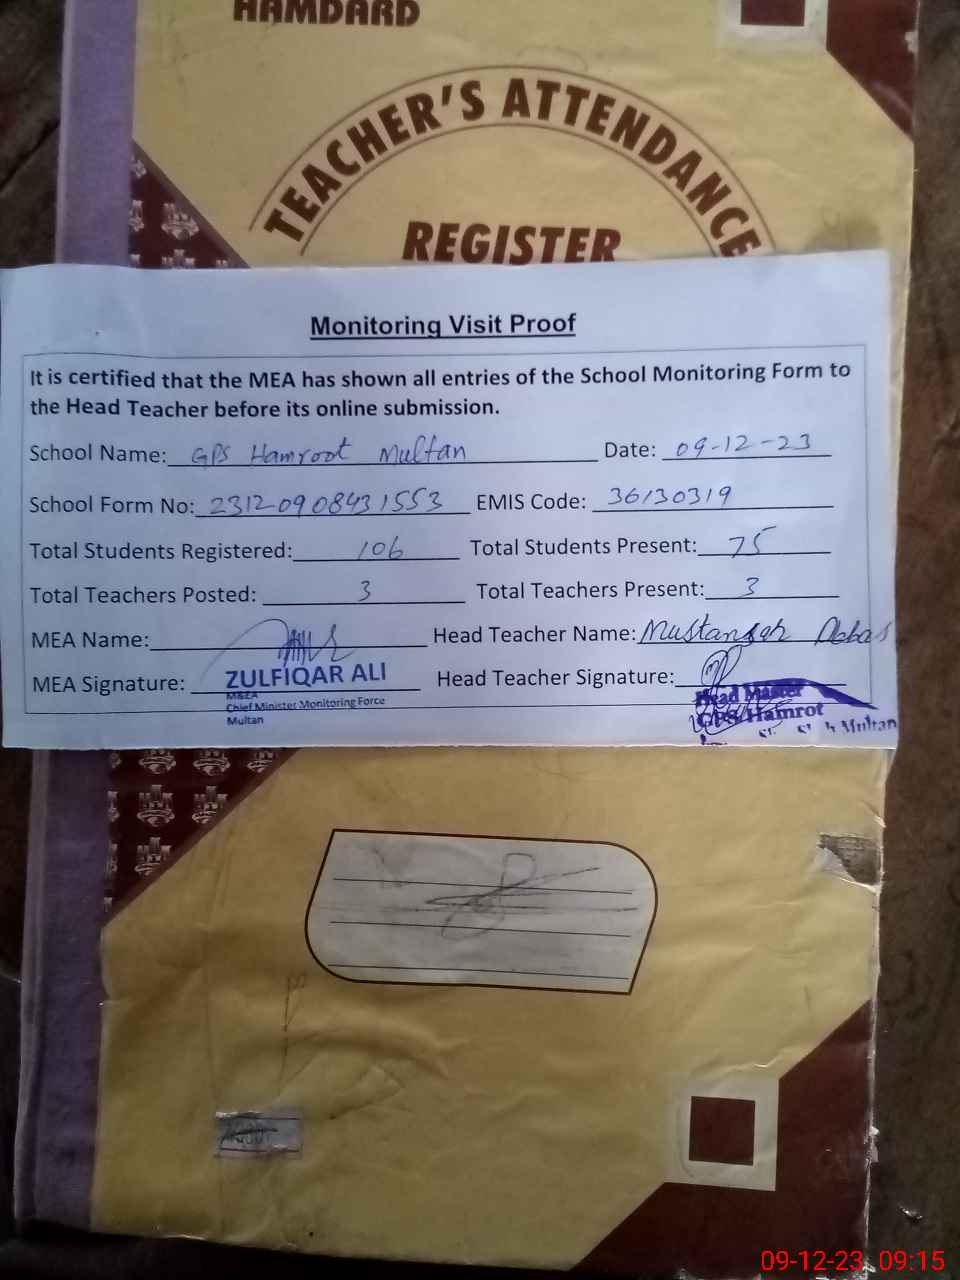 HAMDARD
TEACHER'S ATTENDANCE
REGISTER
Monitoring Visit Proof
It is certified that the MEA has shown all entries of the School Monitoring Form to
the Head Teacher before its online submission.
School Name: GPS Hamroot Multan Date: 09-12-23
School Form No: 2312-0908431553 EMIS Code: 36130319
Total Students Registered: 106 Total Students Present: 75
Total Teachers Posted: 3 Total Teachers Present: 3
MEA Name: Head Teacher Name: Mustansar Abbas
MEA Signature: ZULFIQAR ALI Head Teacher Signature:
M&EA
Chief Minister Monitoring Force
Multan
Head Master
GPS Hamrot
Multan
09-12-23 09:15